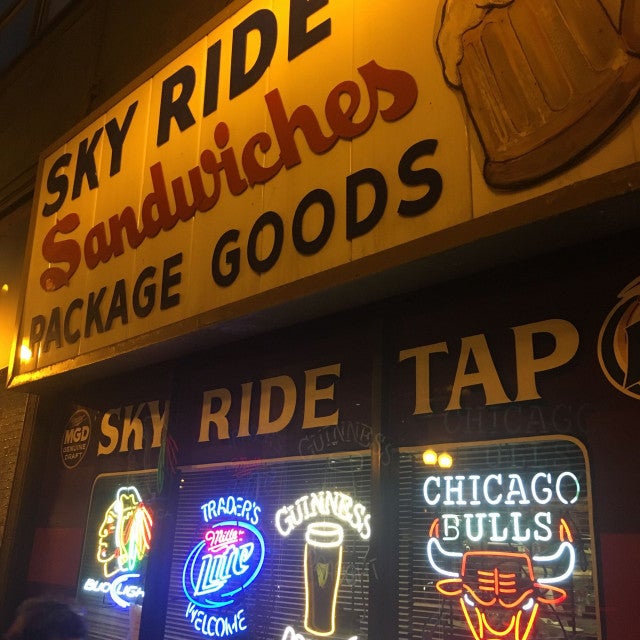 SKY RIDE
Sandwiches
PACKAGE GOODS
SKY RIDE TAP
MGD
GENUINE
DRAFT
BUD LIGHT
TRADER'S
Miller
Lite
WELCOME
GUINNESS
CHICAGO
BULLS